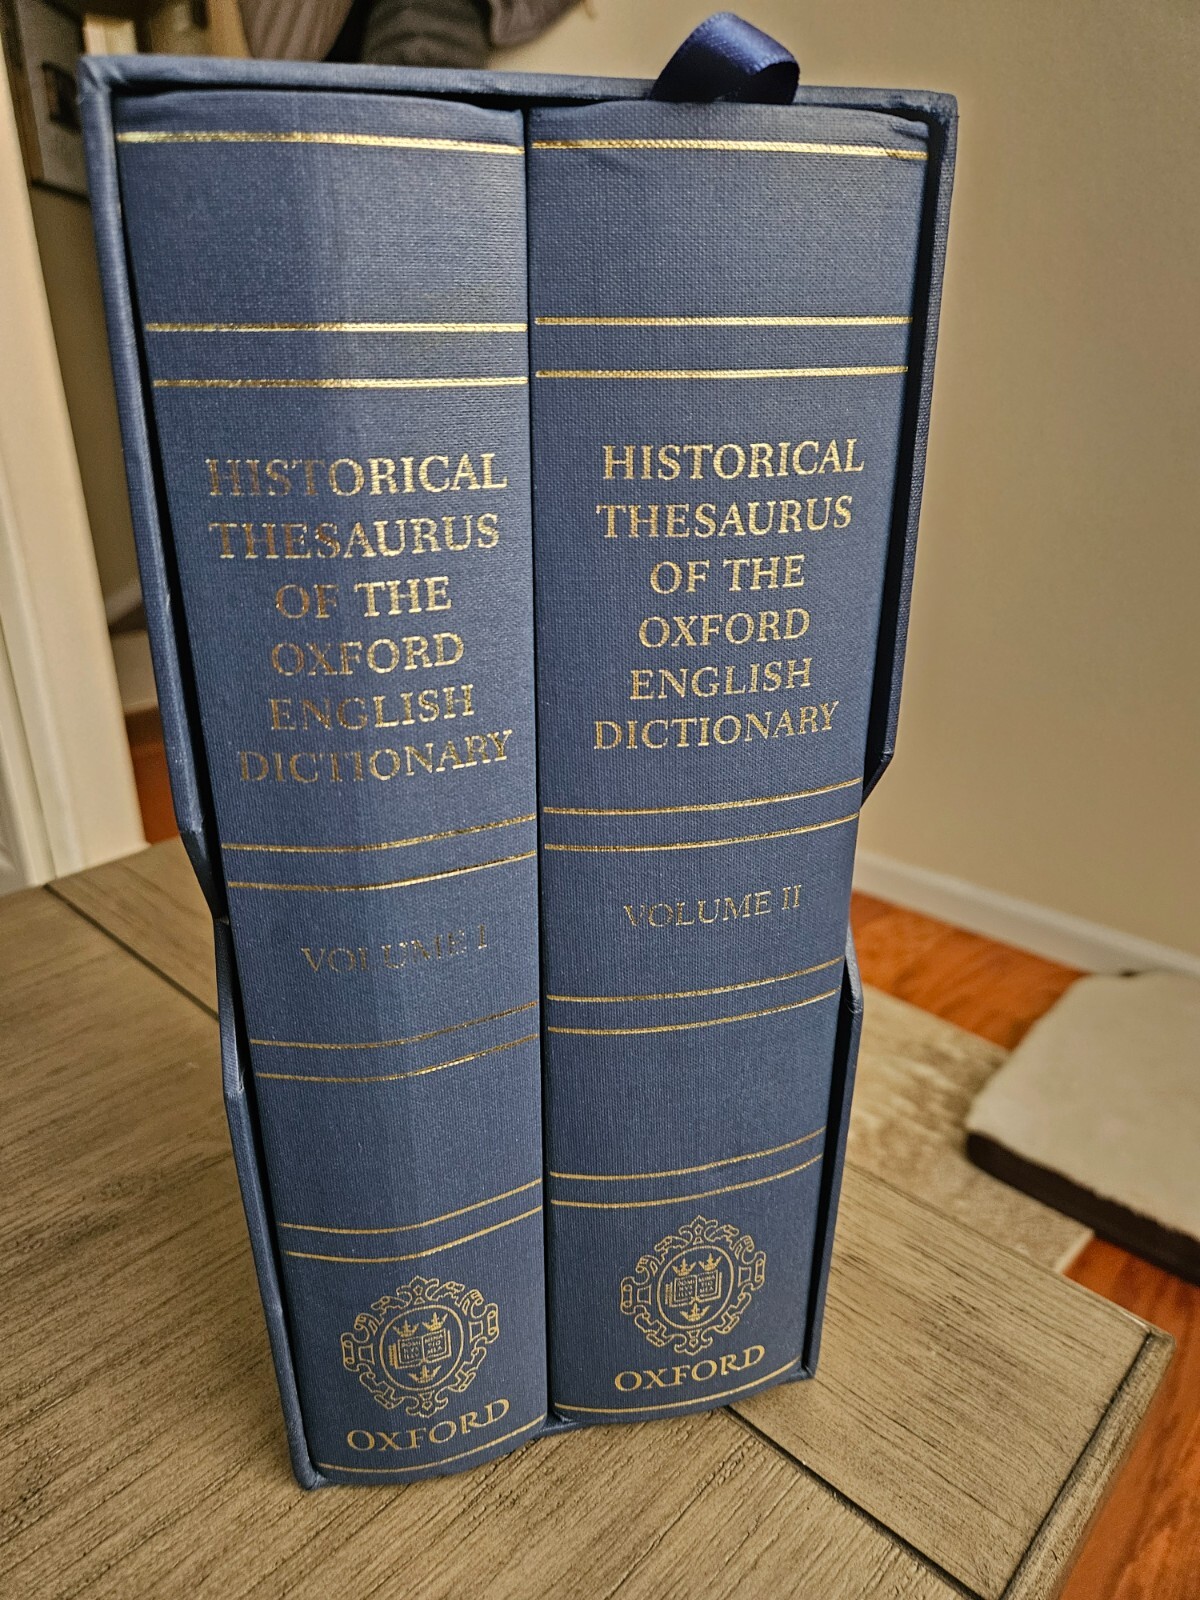 HISTORICAL
THESAURUS
OF THE
OXFORD
ENGLISH
DICTIONARY
VOLUME I
OXFORD
HISTORICAL
THESAURUS
OF THE
OXFORD
ENGLISH
DICTIONARY
VOLUME II
OXFORD